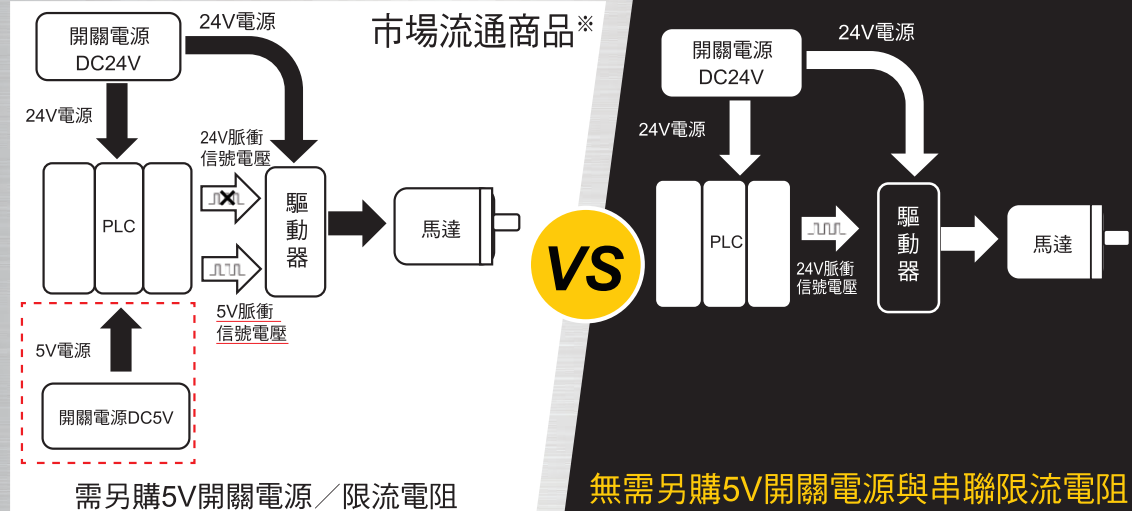 市場流通商品※
開關電源
DC24V
24V電源
24V電源
24V脈衝
信號電壓
PLC
驅
動
器
馬達
5V脈衝
信號電壓
5V電源
開關電源DC5V
需另購5V開關電源／限流電阻
VS
開關電源
DC24V
24V電源
24V電源
PLC
24V脈衝
信號電壓
驅
動
器
馬達
無需另購5V開關電源與串聯限流電阻